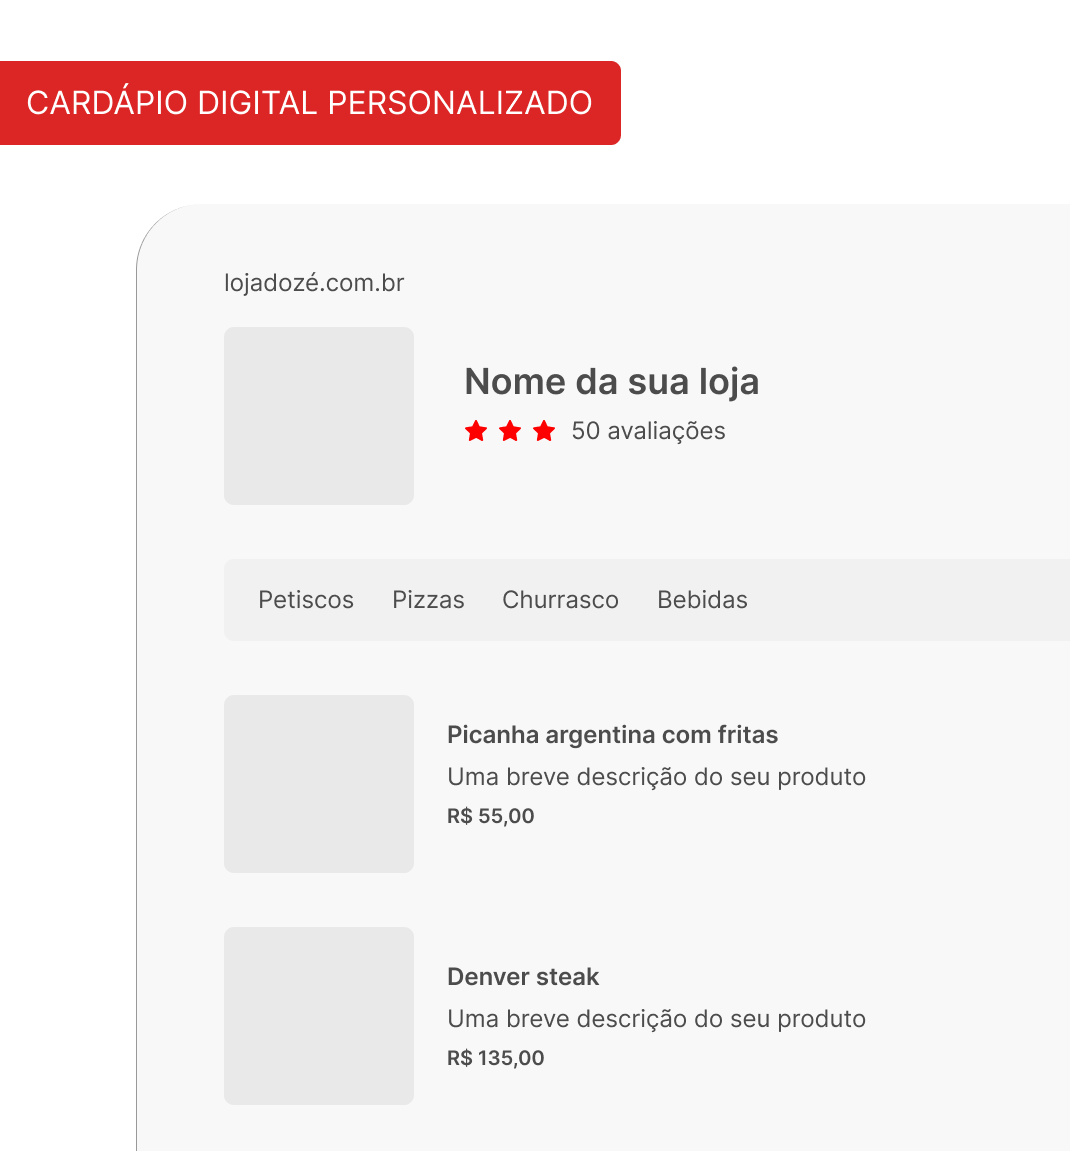 CARDÁPIO DIGITAL PERSONALIZADO
lojadozé.com.br
Nome da sua loja
50 avaliações
Petiscos Pizzas Churrasco Bebidas
Picanha argentina com fritas
Uma breve descrição do seu produto
R$ 55,00
Denver steak
Uma breve descrição do seu produto
R$ 135,00